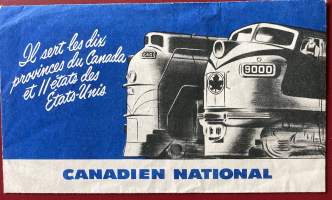 Il sert les dix
provinces du Canada
et 11 états des
États-Unis
9000
CANADIEN NATIONAL